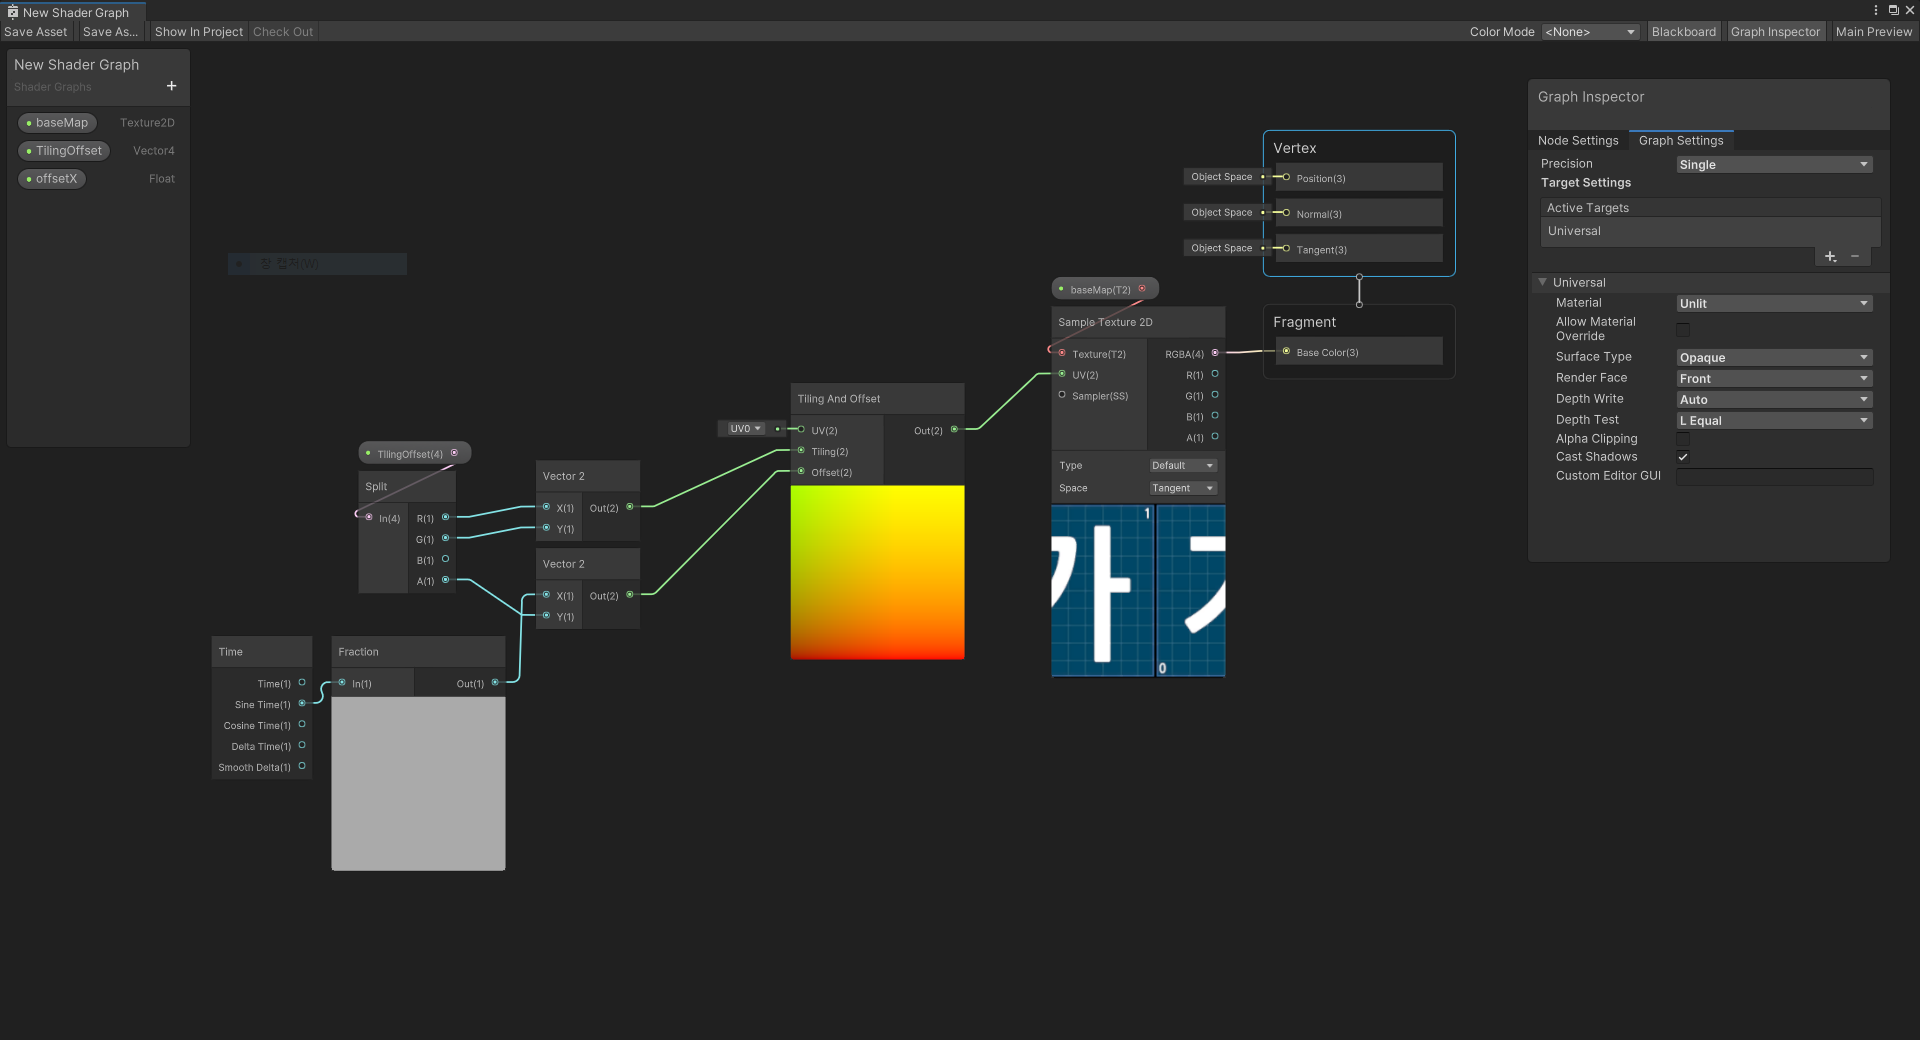 New Shader Graph
Save Asset
Save As...
Show In Project
Check Out
Color Mode
<None>
Blackboard
Graph Inspector
Main Preview
New Shader Graph
Shader Graphs
+
baseMap
Texture2D
TilingOffset
Vector4
offsetX
Float
창 캡처(W)
Vertex
Object Space
Position(3)
Object Space
Normal(3)
Object Space
Tangent(3)
Fragment
Base Color(3)
baseMap(T2)
Sample Texture 2D
Texture(T2)
RGBA(4)
UV(2)
R(1)
Sampler(SS)
G(1)
B(1)
A(1)
Type
Default
Space
Tangent
1
가
0
Tiling And Offset
UV0
UV(2)
Out(2)
Tiling(2)
Offset(2)
TilingOffset(4)
Split
In(4)
R(1)
G(1)
B(1)
A(1)
Vector 2
X(1)
Out(2)
Y(1)
Vector 2
X(1)
Out(2)
Y(1)
Time
Time(1)
Sine Time(1)
Cosine Time(1)
Delta Time(1)
Smooth Delta(1)
Fraction
In(1)
Out(1)
Graph Inspector
Node Settings
Graph Settings
Precision
Single
Target Settings
Active Targets
Universal
Universal
Material
Unlit
Allow Material
Override
Surface Type
Opaque
Render Face
Front
Depth Write
Auto
Depth Test
L Equal
Alpha Clipping
Cast Shadows
Custom Editor GUI